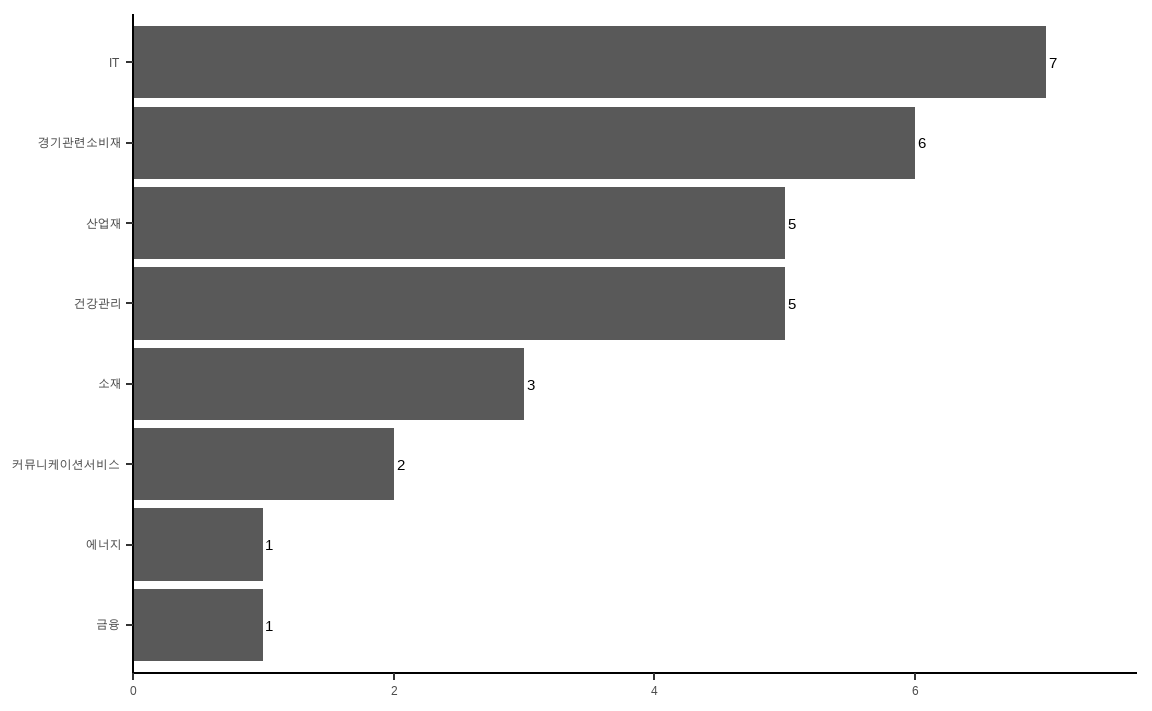 IT 7
경기관련소비재 6
산업재 5
건강관리 5
소재 3
커뮤니케이션서비스 2
에너지 1
금융 1
0 2 4 6